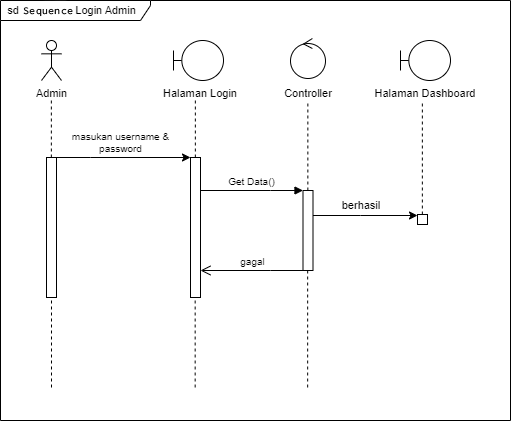 sd Sequence Login Admin
Admin
Halaman Login
Controller
Halaman Dashboard
masukan username &
password
Get Data()
berhasil
gagal